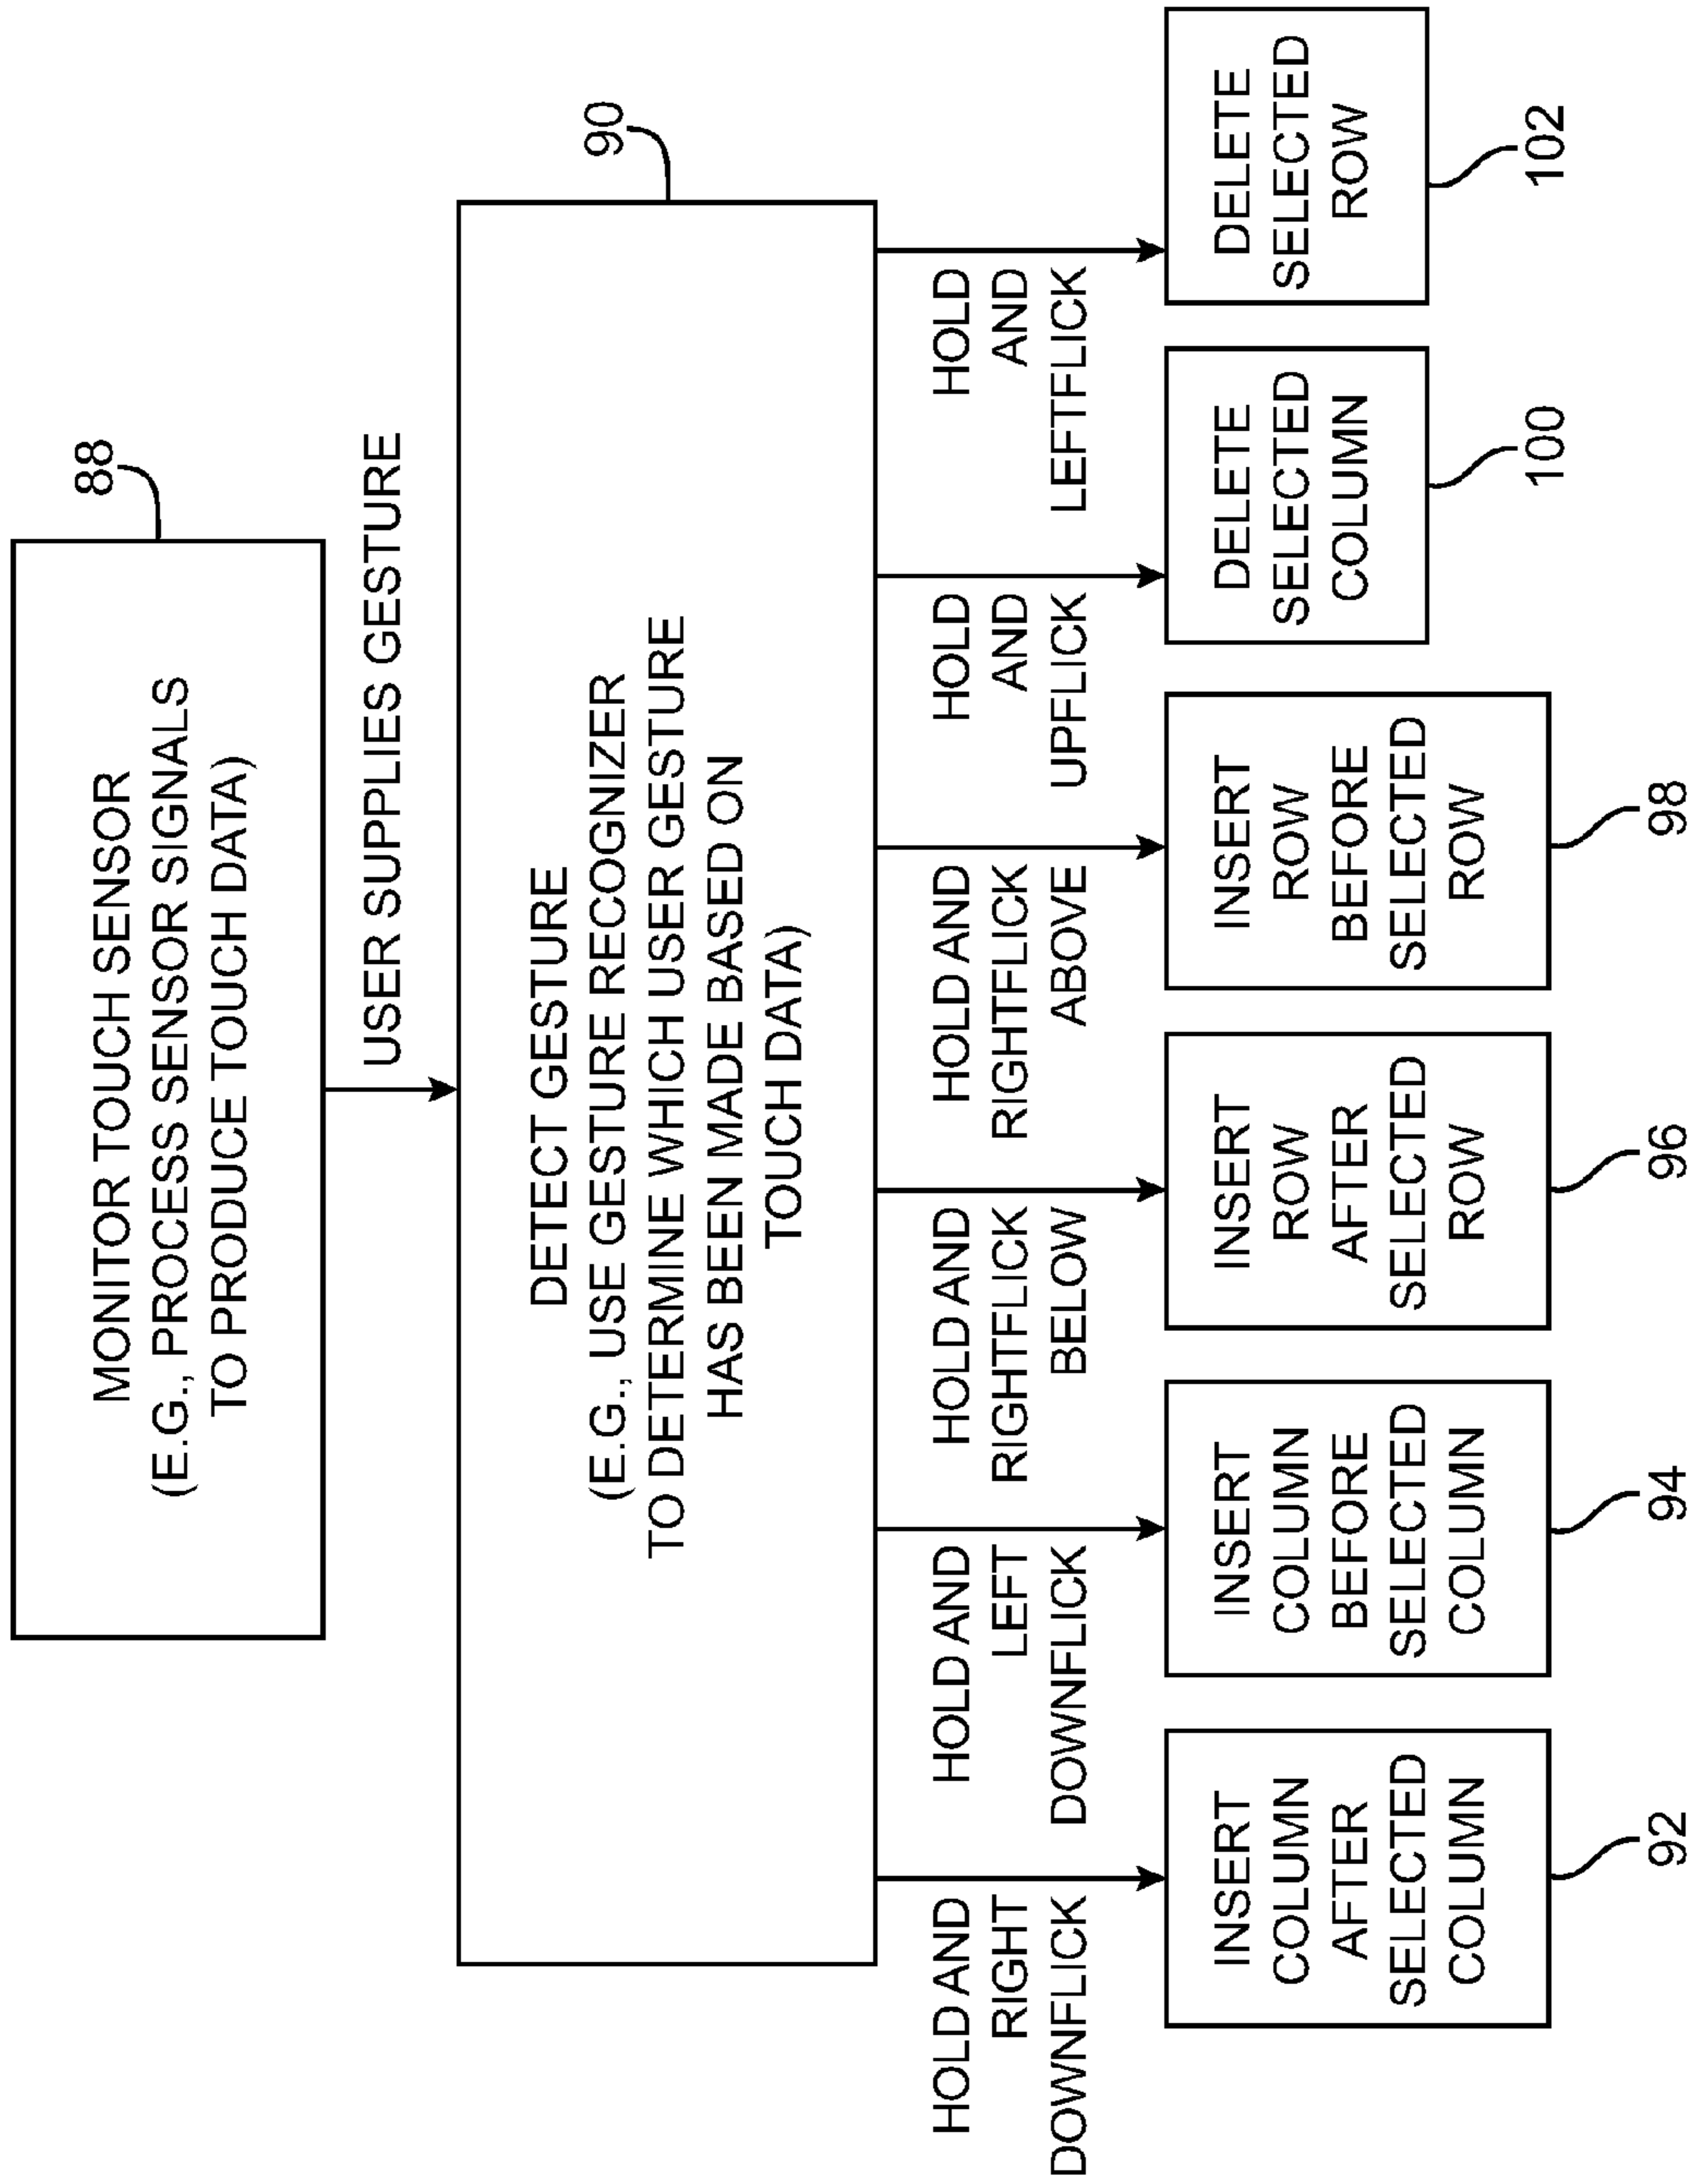 88
MONITOR TOUCH SENSOR
(E.G., PROCESS SENSOR SIGNALS
TO PRODUCE TOUCH DATA)
USER SUPPLIES GESTURE
90
DETECT GESTURE
(E.G., USE GESTURE RECOGNIZER
TO DETERMINE WHICH USER GESTURE
HAS BEEN MADE BASED ON
TOUCH DATA)
HOLD AND
RIGHT
DOWNFLICK
HOLD AND
LEFT
DOWNFLICK
HOLD AND
RIGHTFLICK
BELOW
HOLD AND
RIGHTFLICK
ABOVE
HOLD
AND
UPFLICK
HOLD
AND
LEFTFLICK
INSERT
COLUMN
AFTER
SELECTED
COLUMN
92
INSERT
COLUMN
BEFORE
SELECTED
COLUMN
94
INSERT
ROW
AFTER
SELECTED
ROW
96
INSERT
ROW
BEFORE
SELECTED
ROW
98
DELETE
SELECTED
COLUMN
100
DELETE
SELECTED
ROW
102